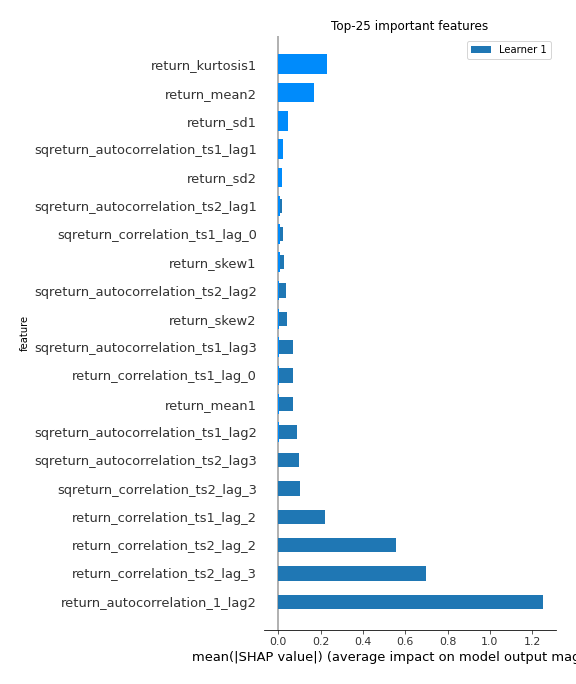 Top-25 important features
Learner 1
return_kurtosis1
return_mean2
return_sd1
sqreturn_autocorrelation_ts1_lag1
return_sd2
sqreturn_autocorrelation_ts2_lag1
sqreturn_correlation_ts1_lag_0
return_skew1
sqreturn_autocorrelation_ts2_lag2
return_skew2
feature
sqreturn_autocorrelation_ts1_lag3
return_correlation_ts1_lag_0
return_mean1
sqreturn_autocorrelation_ts1_lag2
sqreturn_autocorrelation_ts2_lag3
sqreturn_correlation_ts2_lag_3
return_correlation_ts1_lag_2
return_correlation_ts2_lag_2
return_correlation_ts2_lag_3
return_autocorrelation_1_lag2
0.0 0.2 0.4 0.6 0.8 1.0 1.2
mean(|SHAP value|) (average impact on model output mag